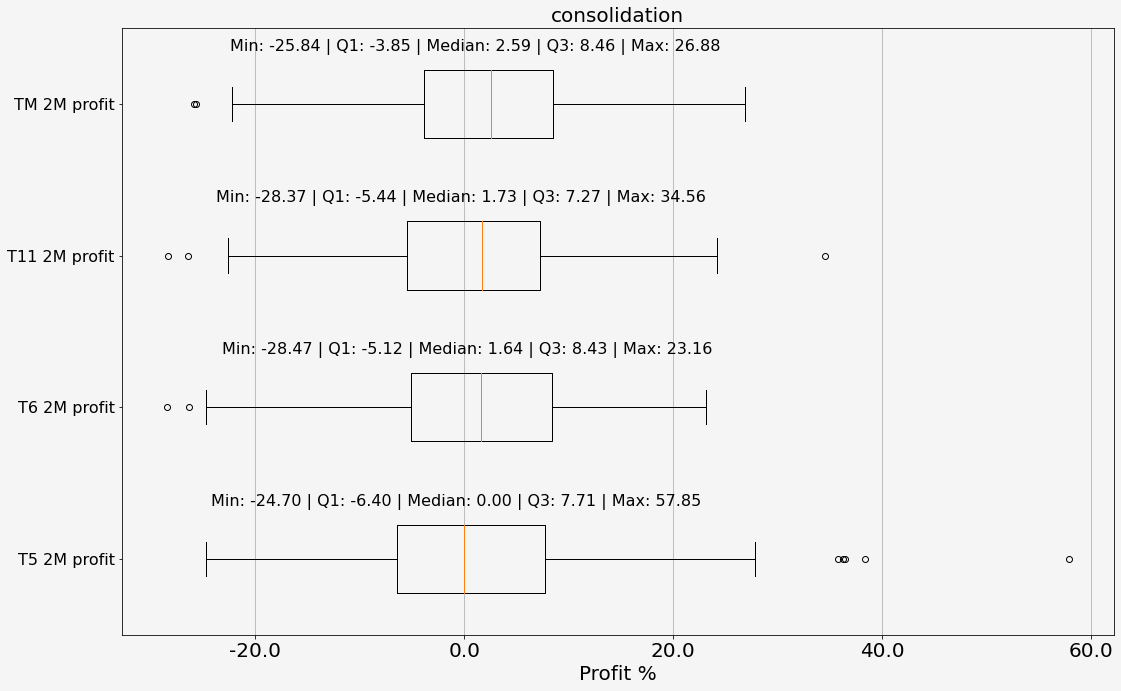 consolidation
Min: -25.84 | Q1: -3.85 | Median: 2.59 | Q3: 8.46 | Max: 26.88
TM 2M profit
Min: -28.37 | Q1: -5.44 | Median: 1.73 | Q3: 7.27 | Max: 34.56
T11 2M profit
Min: -28.47 | Q1: -5.12 | Median: 1.64 | Q3: 8.43 | Max: 23.16
T6 2M profit
Min: -24.70 | Q1: -6.40 | Median: 0.00 | Q3: 7.71 | Max: 57.85
T5 2M profit
-20.0 0.0 20.0 40.0 60.0
Profit %